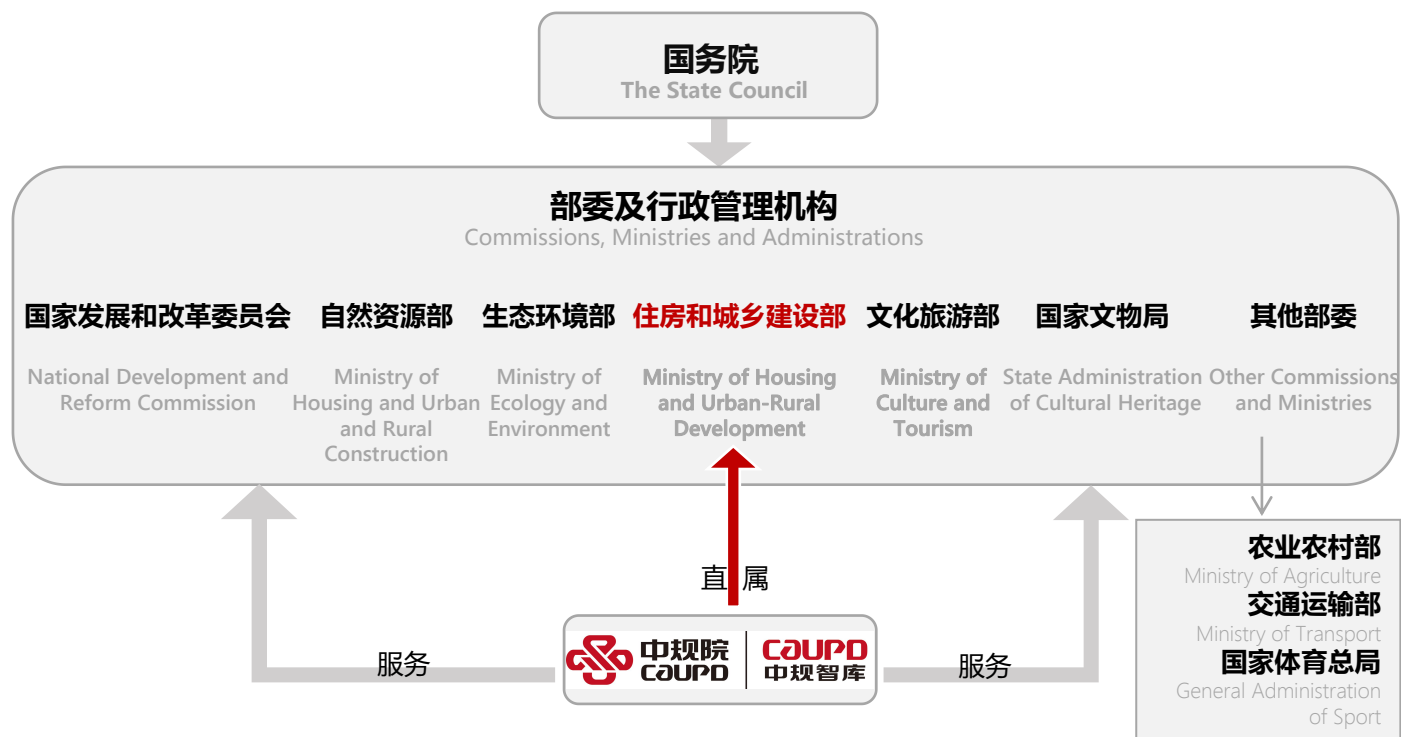 国务院
The State Council
部委及行政管理机构
Commissions, Ministries and Administrations
国家发展和改革委员会
National Development and
Reform Commission
自然资源部
Ministry of
Housing and Urban
and Rural
Construction
生态环境部
Ministry of
Ecology and
Environment
住房和城乡建设部
Ministry of Housing
and Urban-Rural
Development
文化旅游部
Ministry of
Culture and
Tourism
国家文物局
State Administration
of Cultural Heritage
其他部委
Other Commissions
and Ministries
农业农村部
Ministry of Agriculture
交通运输部
Ministry of Transport
国家体育总局
General Administration
of Sport
直 属
服务
中规院
CAUPD
CAUPD
中规智库
服务